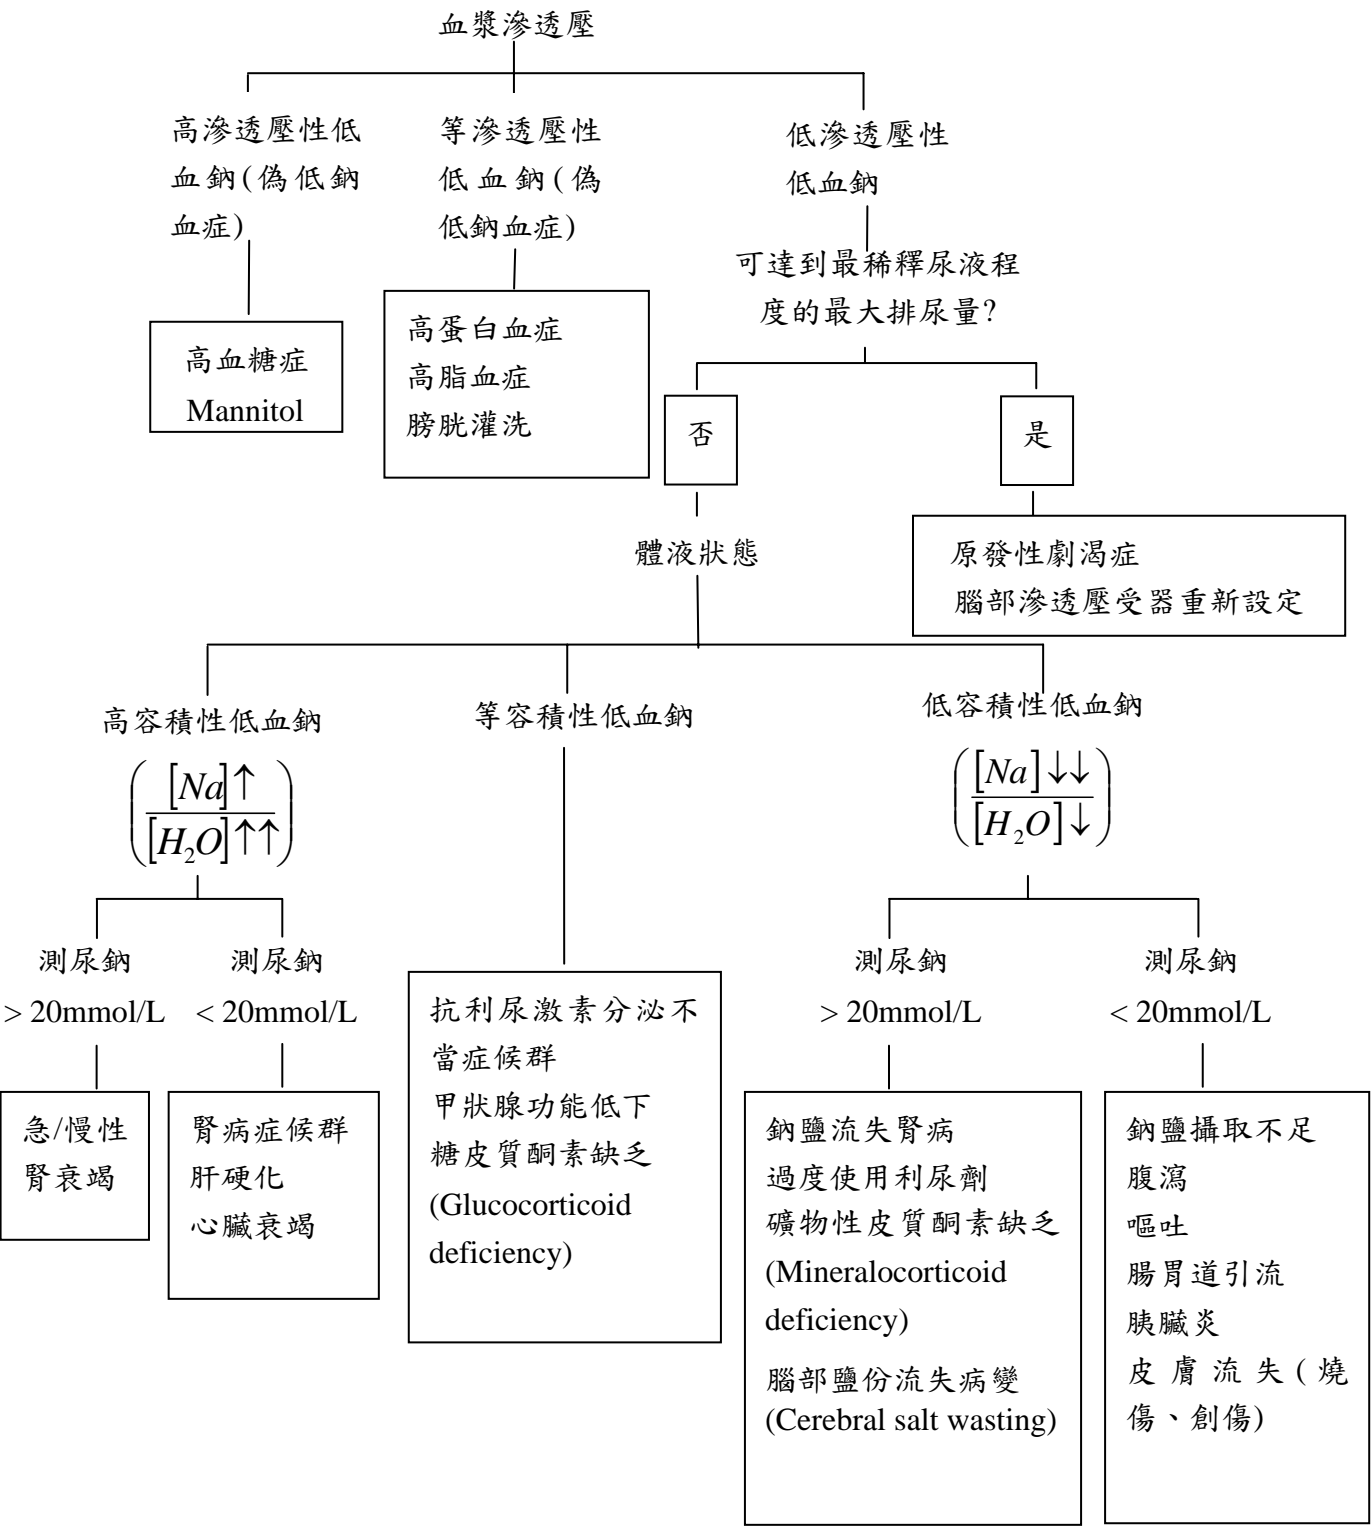 血漿滲透壓
高滲透壓性低
血鈉(偽低鈉
血症)
等滲透壓性
低血鈉(偽
低鈉血症)
低滲透壓性
低血鈉
可達到最稀釋尿液程
度的最大排尿量?
高血糖症
Mannitol
高蛋白血症
高脂血症
膀胱灌洗
否
是
體液狀態
原發性劇渴症
腦部滲透壓受器重新設定
高容積性低血鈉
([Na]↑
[H₂O]↑↑)
等容積性低血鈉
低容積性低血鈉
([Na]↓↓
[H₂O]↓)
測尿鈉
> 20mmol/L
測尿鈉
< 20mmol/L
測尿鈉
> 20mmol/L
測尿鈉
< 20mmol/L
急/慢性
腎衰竭
腎病症候群
肝硬化
心臟衰竭
抗利尿激素分泌不
當症候群
甲狀腺功能低下
糖皮質酮素缺乏
(Glucocorticoid
deficiency)
鈉鹽流失腎病
過度使用利尿劑
礦物性皮質酮素缺乏
(Mineralocorticoid
deficiency)
腦部鹽份流失病變
(Cerebral salt wasting)
鈉鹽攝取不足
腹瀉
嘔吐
腸胃道引流
胰臟炎
皮膚流失(燒
傷、創傷)